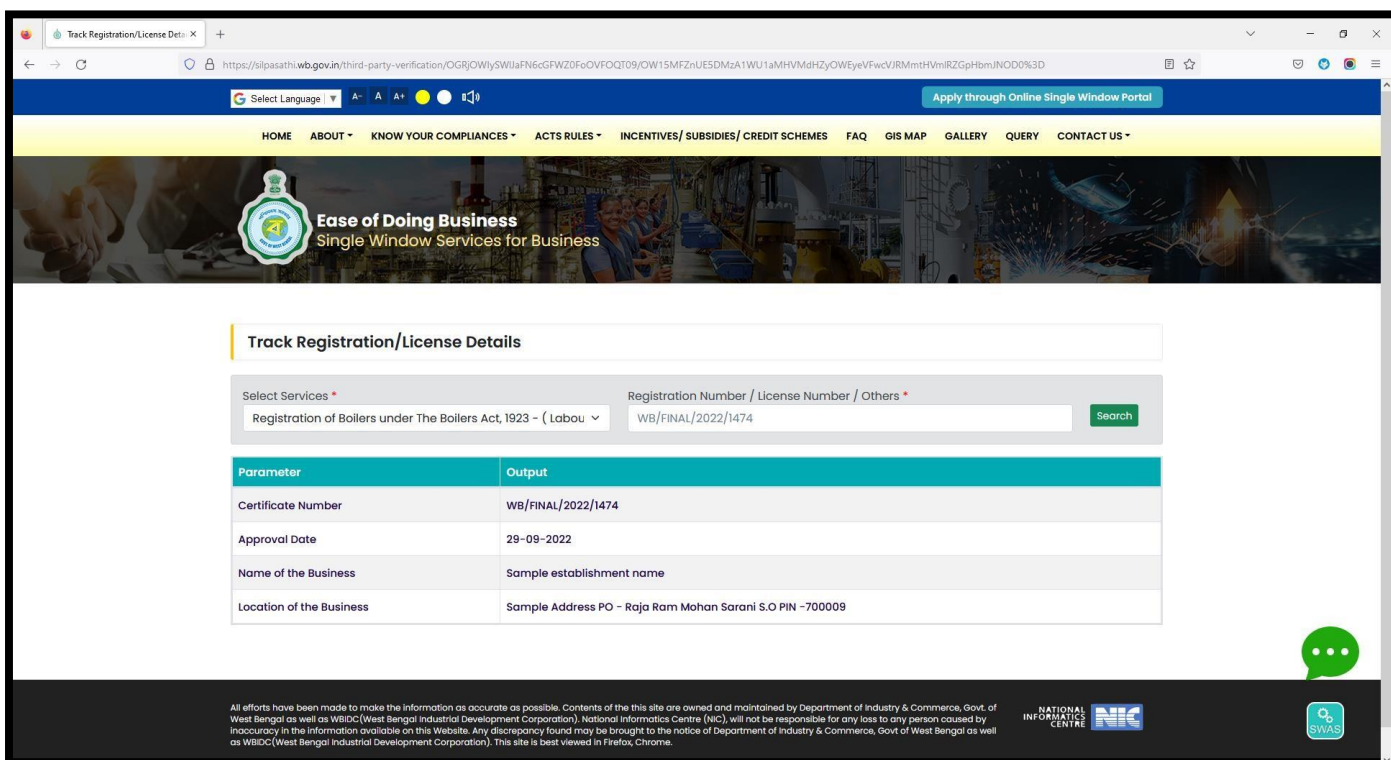 Track Registration/License Deta
https://silpasathi.wb.gov.in/third-party-verification/
Select Language
A- A A+
Apply through Online Single Window Portal
HOME ABOUT KNOW YOUR COMPLIANCES ACTS RULES INCENTIVES/ SUBSIDIES/ CREDIT SCHEMES FAQ GIS MAP GALLERY QUERY CONTACT US
Ease of Doing Business
Single Window Services for Business
Track Registration/License Details
Select Services *
Registration Number / License Number / Others *
Registration of Boilers under The Boilers Act, 1923 - ( Labou
WB/FINAL/2022/1474
Search
Parameter Output
Certificate Number WB/FINAL/2022/1474
Approval Date 29-09-2022
Name of the Business Sample establishment name
Location of the Business Sample Address PO - Raja Ram Mohan Sarani S.O PIN -700009
All efforts have been made to make the information as accurate as possible. Contents of the this site are owned and maintained by Department of Industry & Commerce, Govt. of
West Bengal as well as WBIDC(West Bengal Industrial Development Corporation). National Informatics Centre (NIC), will not be responsible for any loss to any person caused by
inaccuracy in the information available on this Website. Any discrepancy found may be brought to the notice of Department of Industry & Commerce, Govt of West Bengal as well
as WBIDC(West Bengal Industrial Development Corporation). This site is best viewed in Firefox, Chrome.
NATIONAL
INFORMATICS
CENTRE
NIC
SWAS